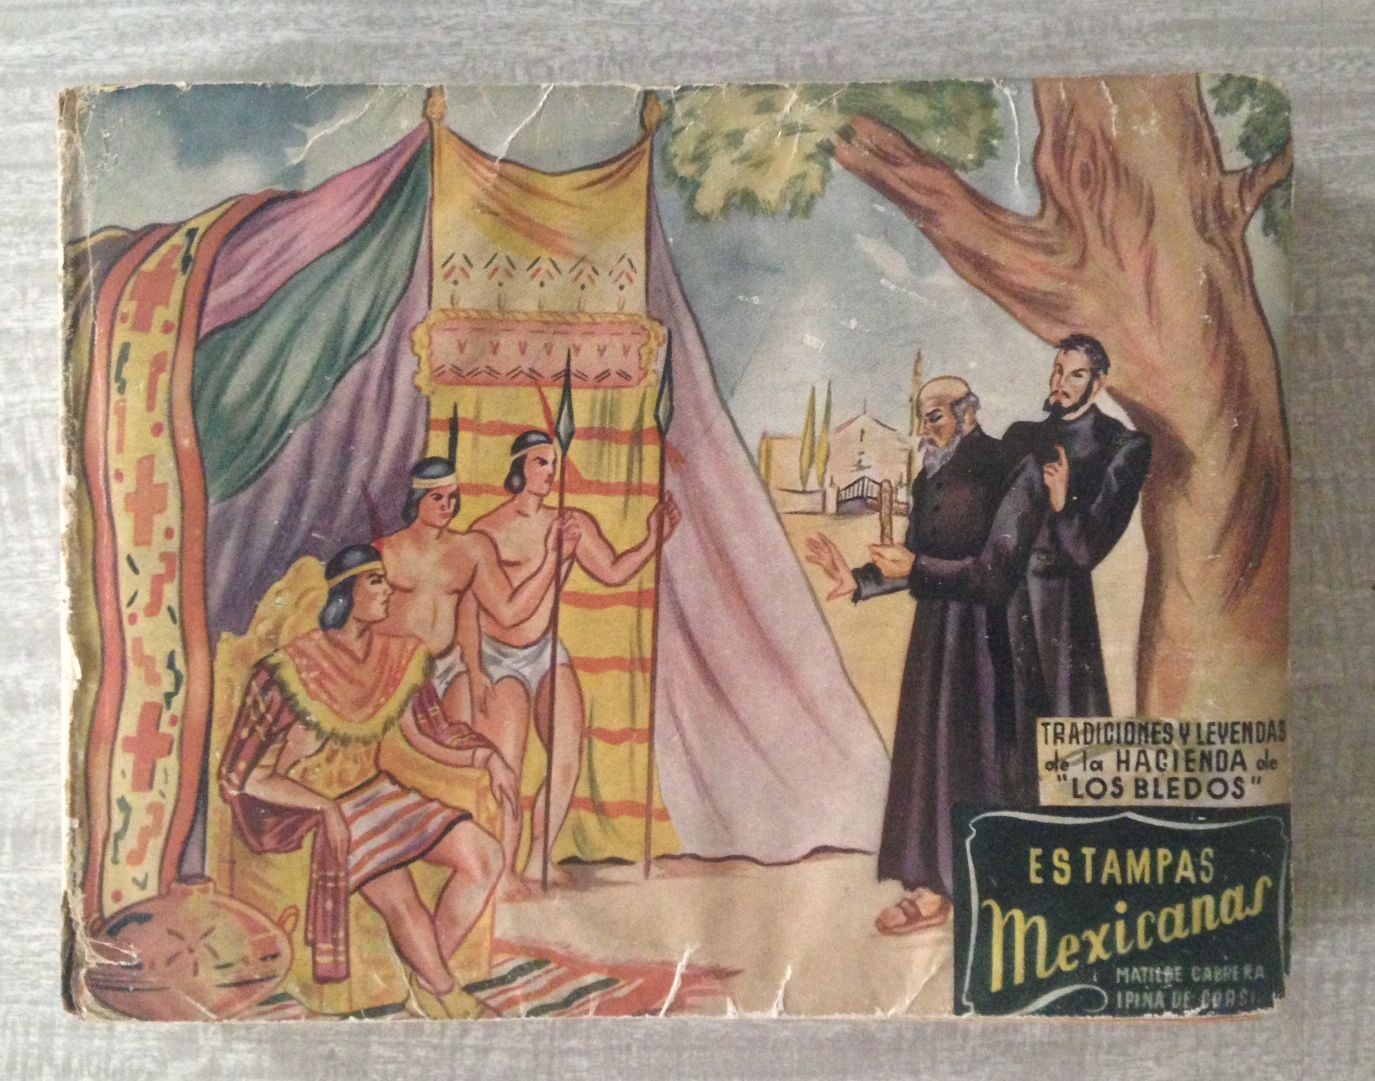 TRADICIONES Y LEYENDAS
de la HACIENDA de
"LOS BLEDOS"
ESTAMPAS
Mexicanas
MATILDE CABRERA
IPIÑA DE CORSI